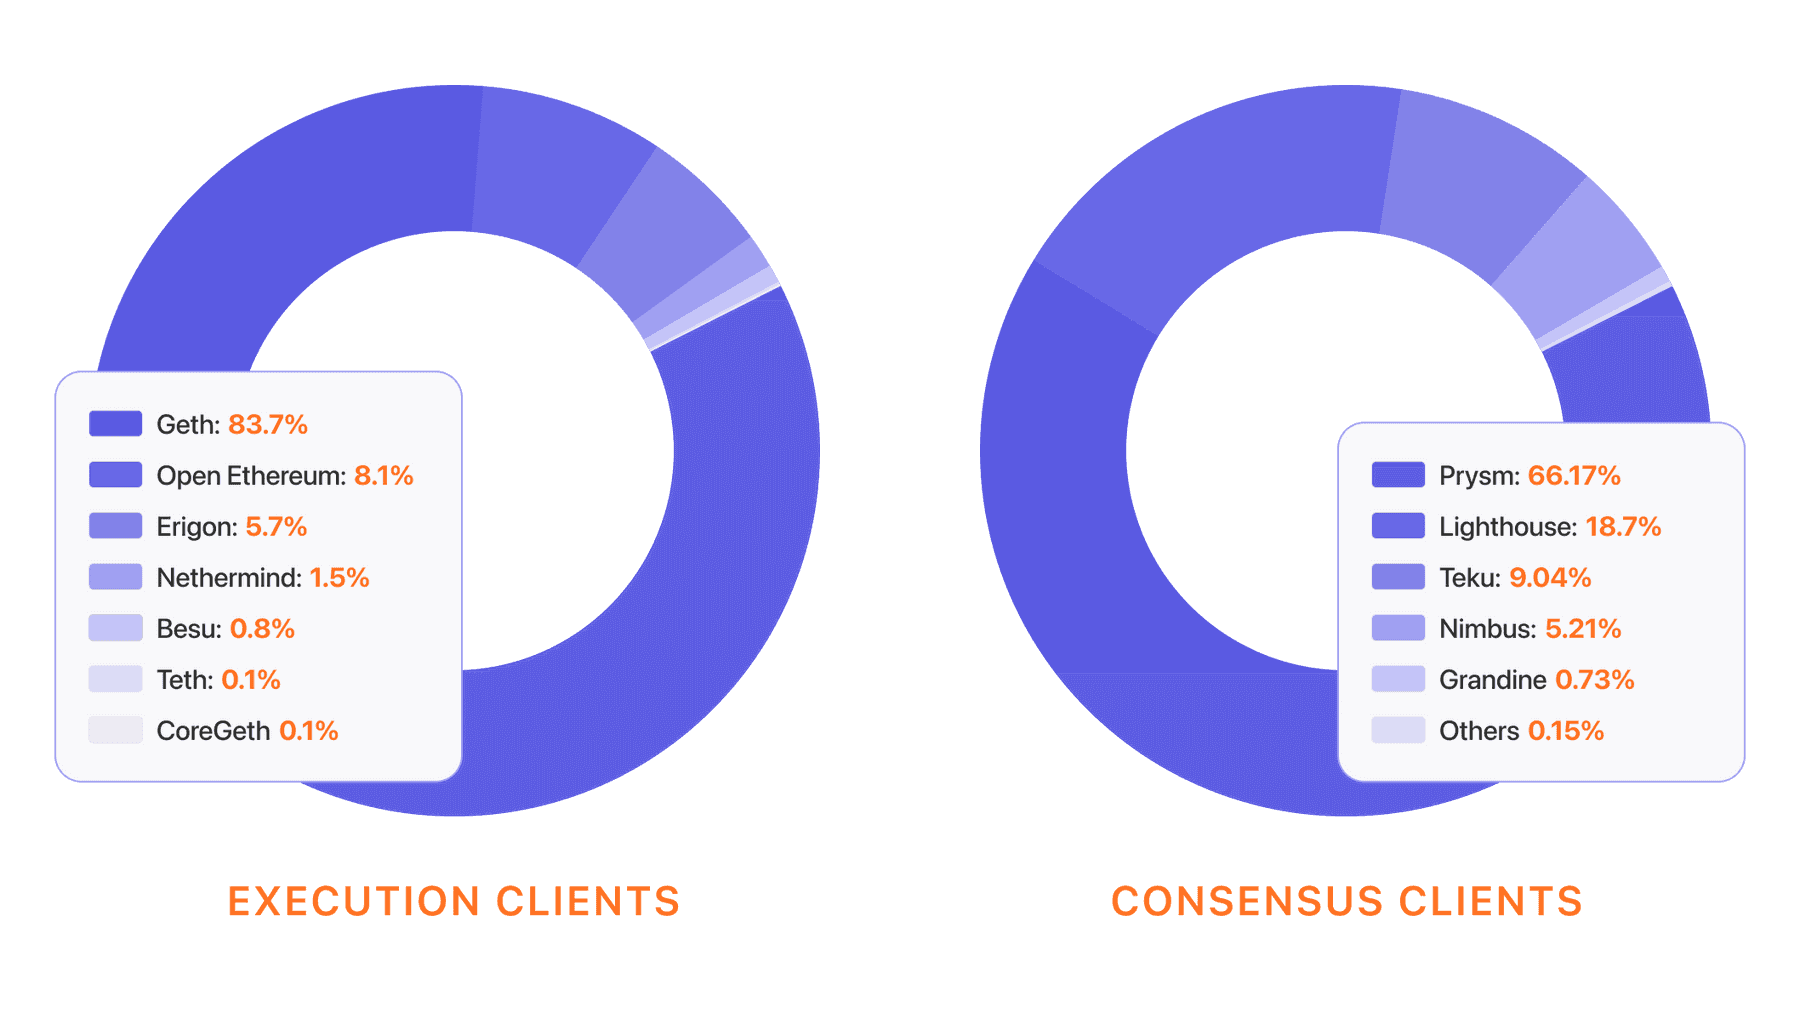 Geth: 83.7%
Open Ethereum: 8.1%
Erigon: 5.7%
Nethermind: 1.5%
Besu: 0.8%
Teth: 0.1%
CoreGeth 0.1%
EXECUTION CLIENTS
Prysm: 66.17%
Lighthouse: 18.7%
Teku: 9.04%
Nimbus: 5.21%
Grandine 0.73%
Others 0.15%
CONSENSUS CLIENTS